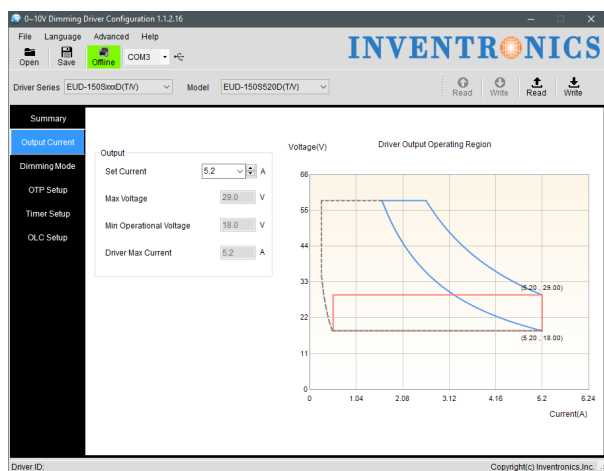 0~10V Dimming Driver Configuration 1.1.2.16
File Language Advanced Help
Open Save Offline COM3
INVENTRONICS
Driver Series EUD-150SxxxD(T/V) Model EUD-150S520D(T/V) Read Write Read Write
Summary
Output Current
Dimming Mode
OTP Setup
Timer Setup
OLC Setup
Output
Set Current 5.2 A
Max Voltage 29.0 V
Min Operational Voltage 18.0 V
Driver Max Current 5.2 A
Voltage(V) Driver Output Operating Region
66
55
44
33
22
11
0
(5.20 , 29.00)
(5.20 , 18.00)
0 1.04 2.08 3.12 4.16 5.2 6.24
Current(A)
Driver ID: Copyright(c) Inventronics,Inc.